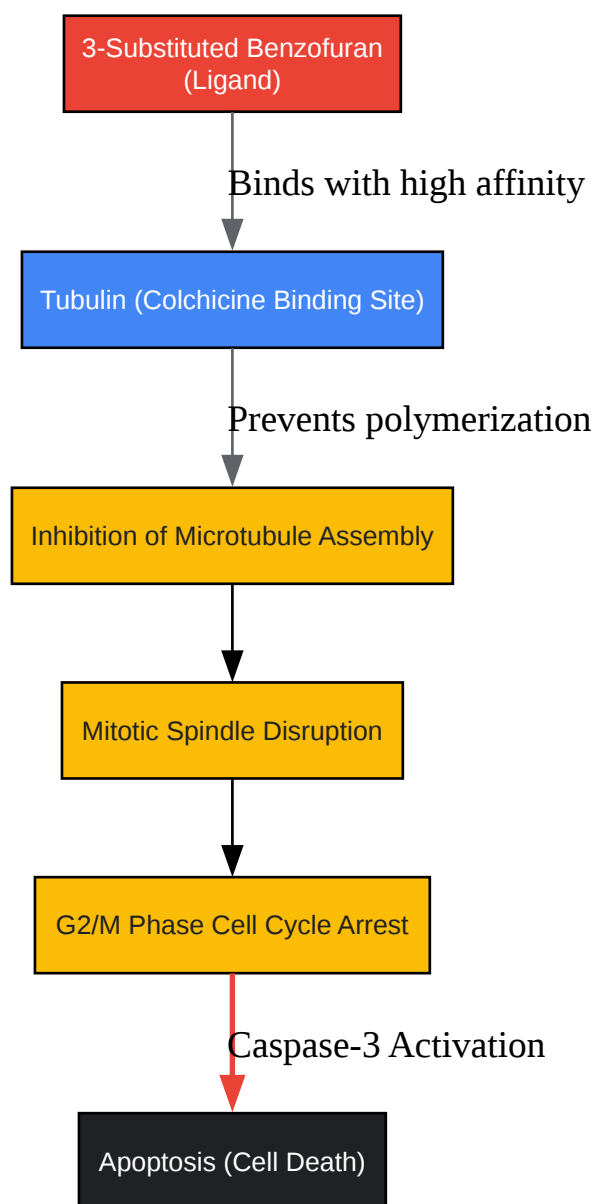 3-Substituted Benzofuran
(Ligand)
Binds with high affinity
Tubulin (Colchicine Binding Site)
Prevents polymerization
Inhibition of Microtubule Assembly
Mitotic Spindle Disruption
G2/M Phase Cell Cycle Arrest
Caspase-3 Activation
Apoptosis (Cell Death)